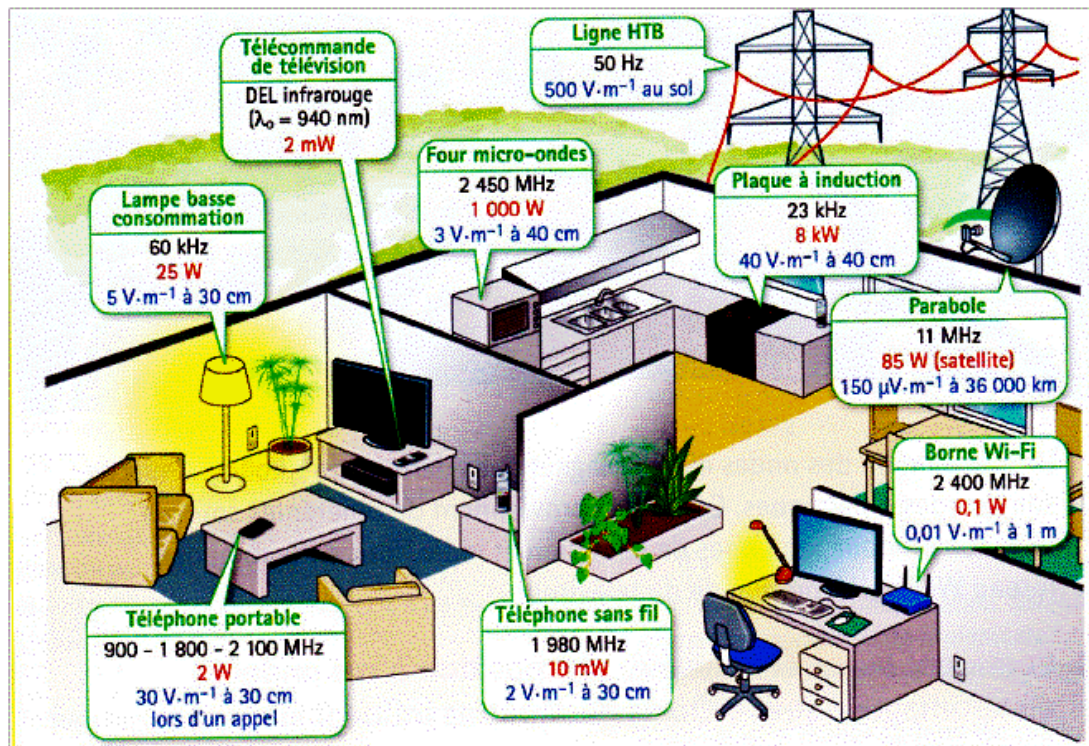 Télécommande
de télévision
DEL infrarouge
(λ₀ = 940 nm)
2 mW
Ligne HTB
50 Hz
500 V·m⁻¹ au sol
Four micro-ondes
2 450 MHz
1 000 W
3 V·m⁻¹ à 40 cm
Plaque à induction
23 kHz
8 kW
40 V·m⁻¹ à 40 cm
Lampe basse
consommation
60 kHz
25 W
5 V·m⁻¹ à 30 cm
Parabole
11 MHz
85 W (satellite)
150 µV·m⁻¹ à 36 000 km
Borne Wi-Fi
2 400 MHz
0,1 W
0,01 V·m⁻¹ à 1 m
Téléphone portable
900 – 1 800 – 2 100 MHz
2 W
30 V·m⁻¹ à 30 cm
lors d'un appel
Téléphone sans fil
1 980 MHz
10 mW
2 V·m⁻¹ à 30 cm